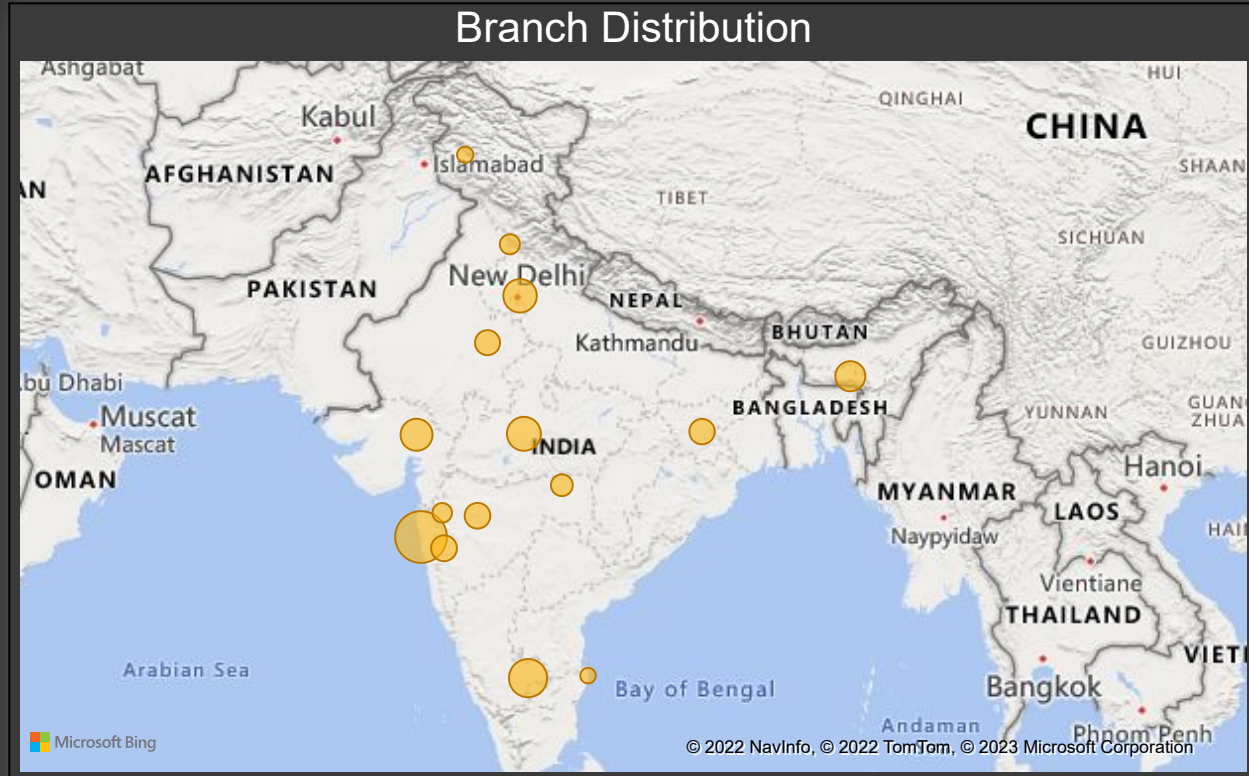 Branch Distribution
Ashgabat
HUI
Kabul
QINGHAI
CHINA
Islamabad
SHAAN
AFGHANISTAN
AN
TIBET
SICHUAN
New Delhi
PAKISTAN
NEPAL
BHUTAN
Kathmandu
GUIZHOU
bu Dhabi
Muscat
Mascat
BANGLADESH
YUNNAN
GUAN
ZHUA
INDIA
OMAN
Hanoi
MYANMAR
LAOS
Naypyidaw
HAI
Vientiane
THAILAND
VIET
Arabian Sea
Bay of Bengal
Bangkok
Andaman
Phnom Penh
Microsoft Bing
© 2022 NavInfo, © 2022 TomTom, © 2023 Microsoft Corporation